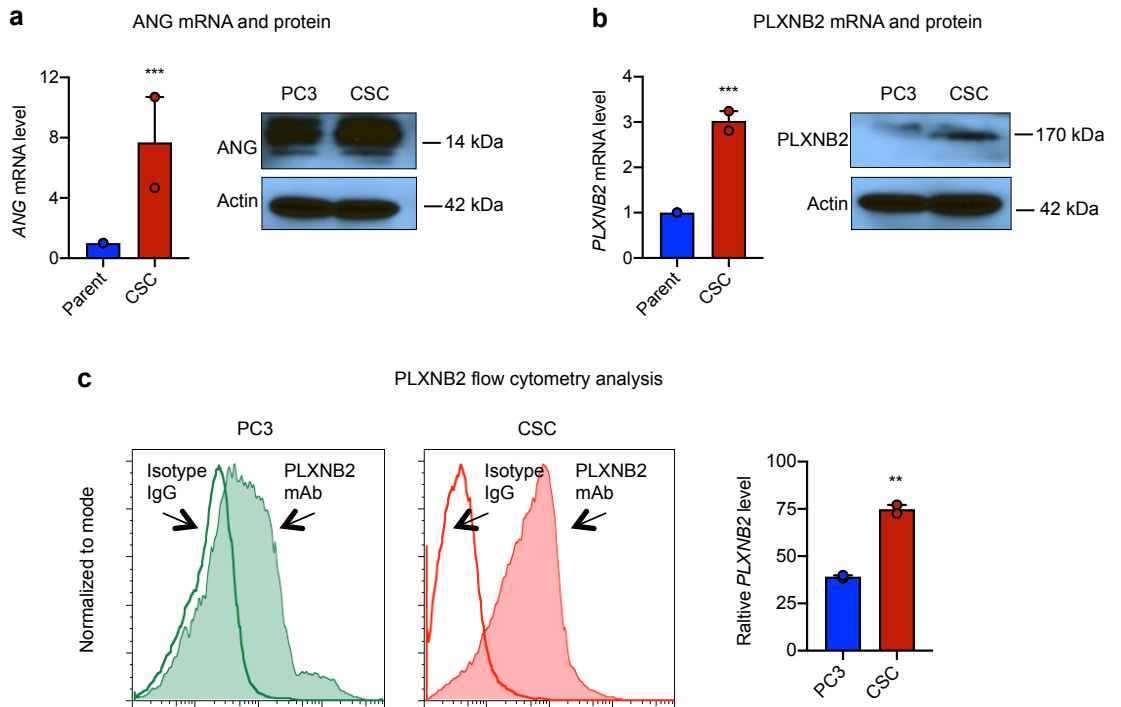 a
ANG mRNA and protein
12
8
4
0
ANG mRNA level
***
Parent
CSC
PC3
CSC
ANG
14 kDa
Actin
42 kDa
b
PLXNB2 mRNA and protein
4
3
2
1
0
PLXNB2 mRNA level
***
Parent
CSC
PC3
CSC
PLXNB2
170 kDa
Actin
42 kDa
c
PLXNB2 flow cytometry analysis
Normalized to mode
PC3
Isotype
IgG
PLXNB2
mAb
CSC
Isotype
IgG
PLXNB2
mAb
100
75
50
25
0
Raltive PLXNB2 level
**
PC3
CSC